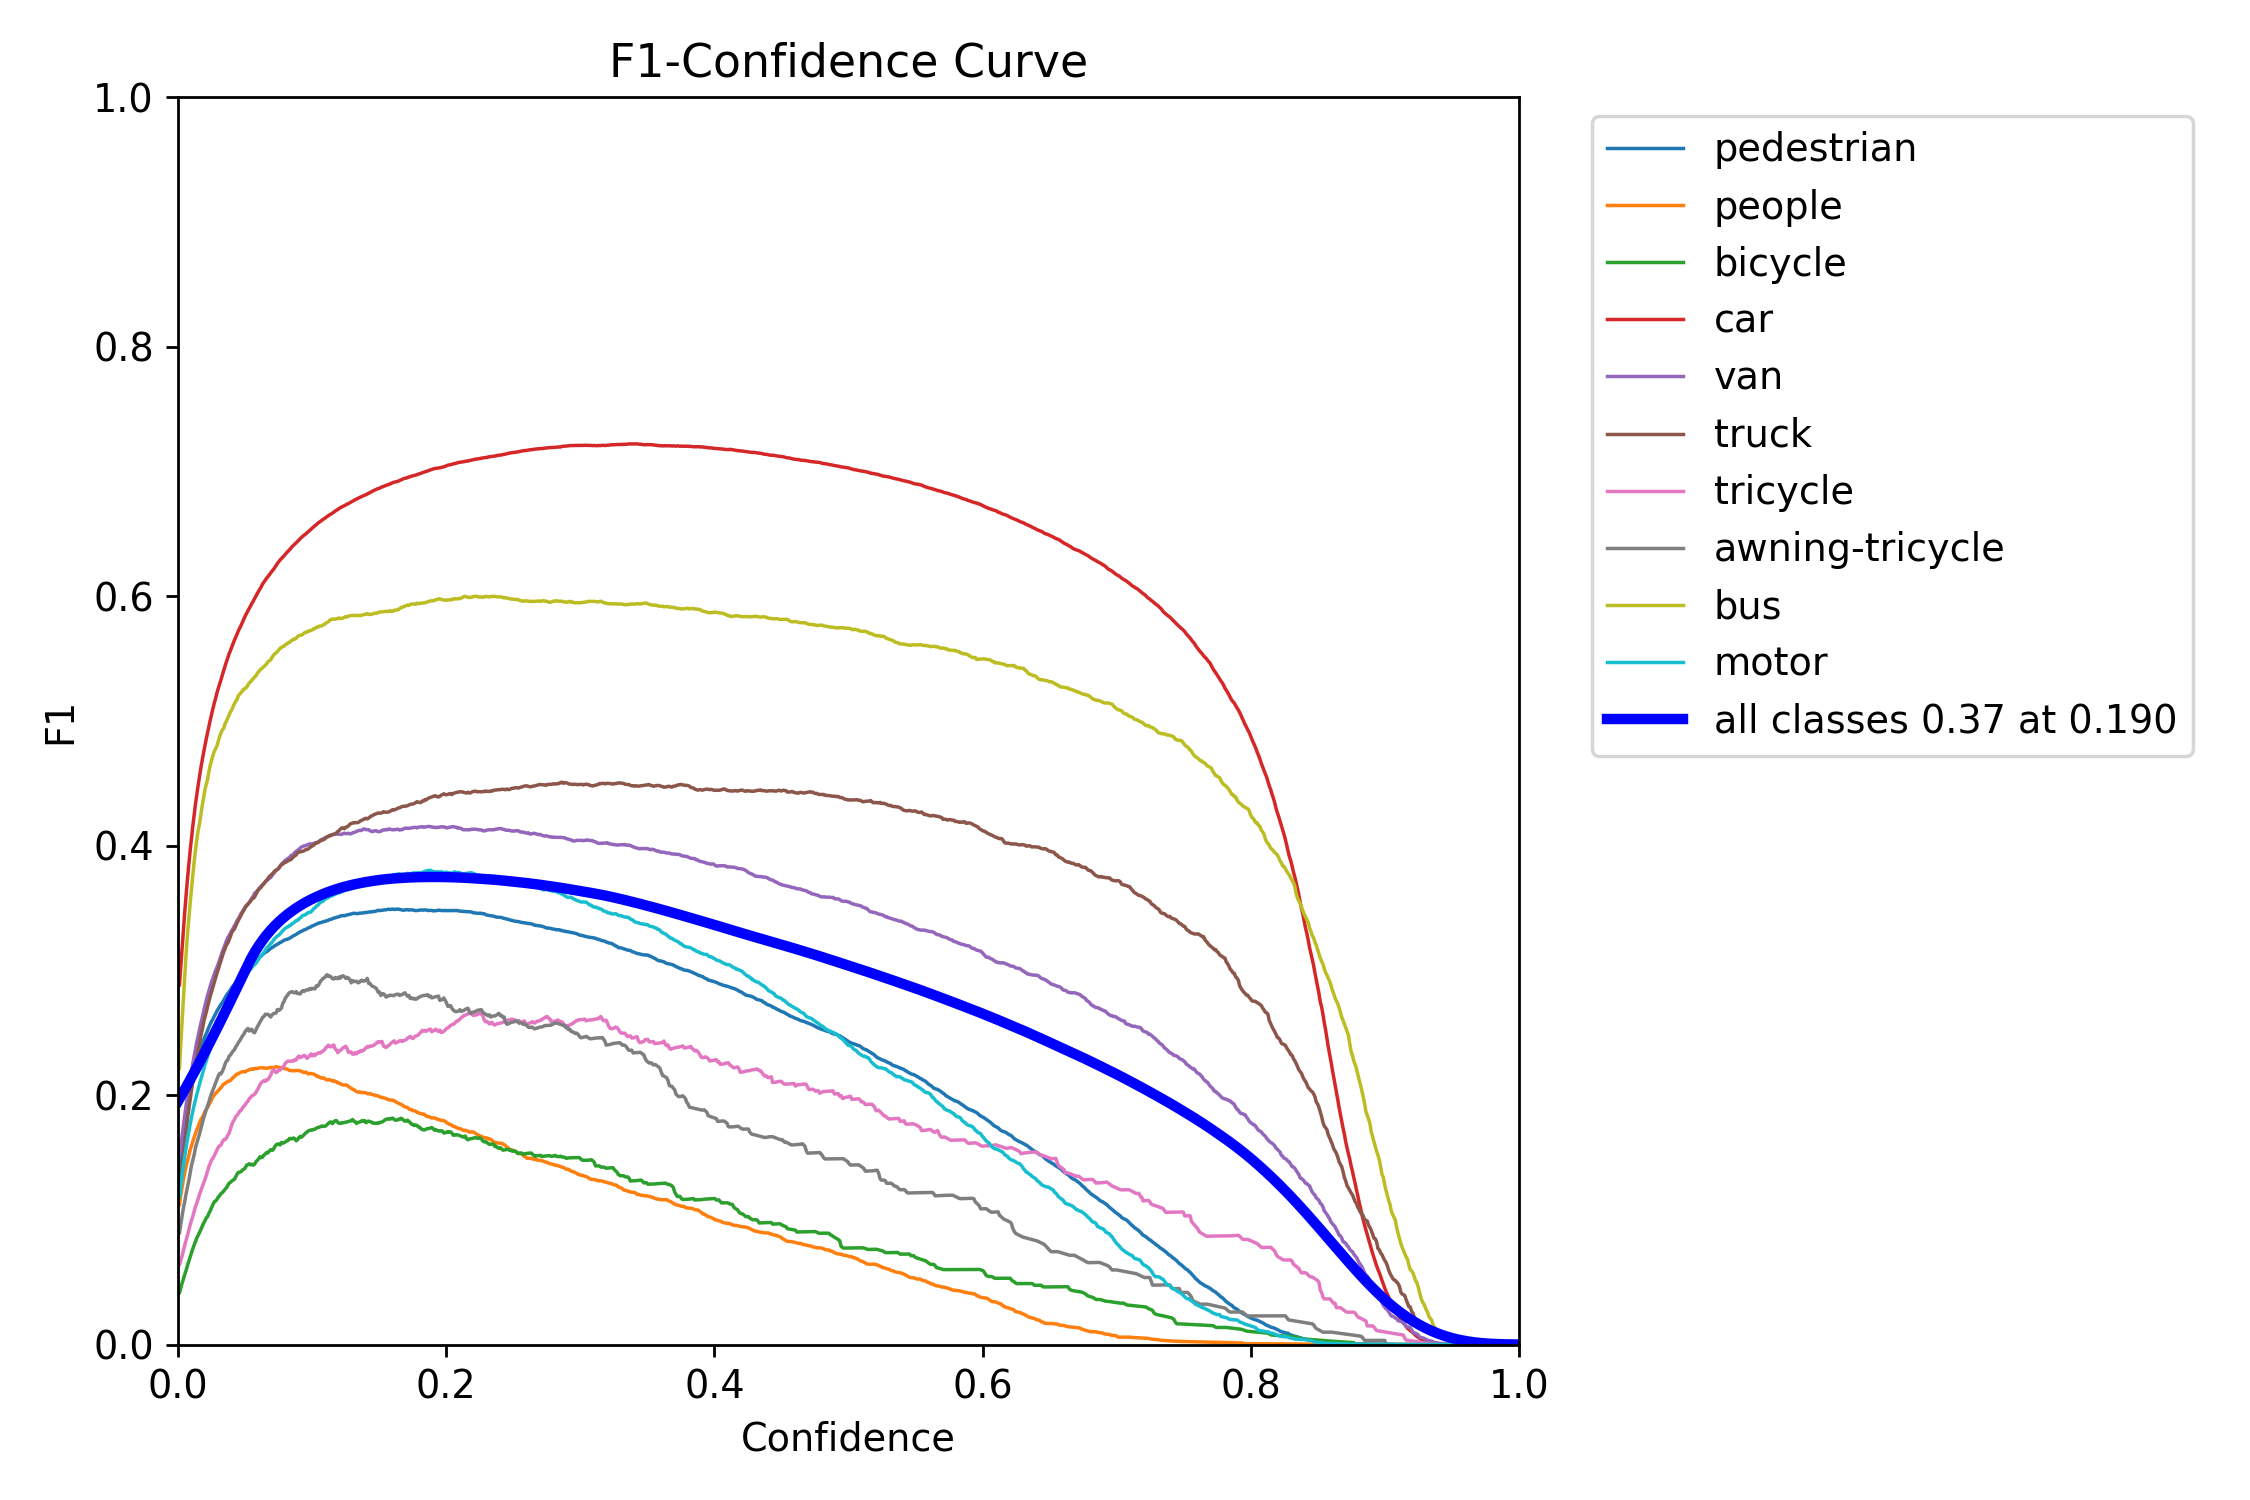 F1-Confidence Curve
1.0
0.8
0.6
0.4
0.2
0.0
F1
0.0 0.2 0.4 0.6 0.8 1.0
Confidence
pedestrian
people
bicycle
car
van
truck
tricycle
awning-tricycle
bus
motor
all classes 0.37 at 0.190